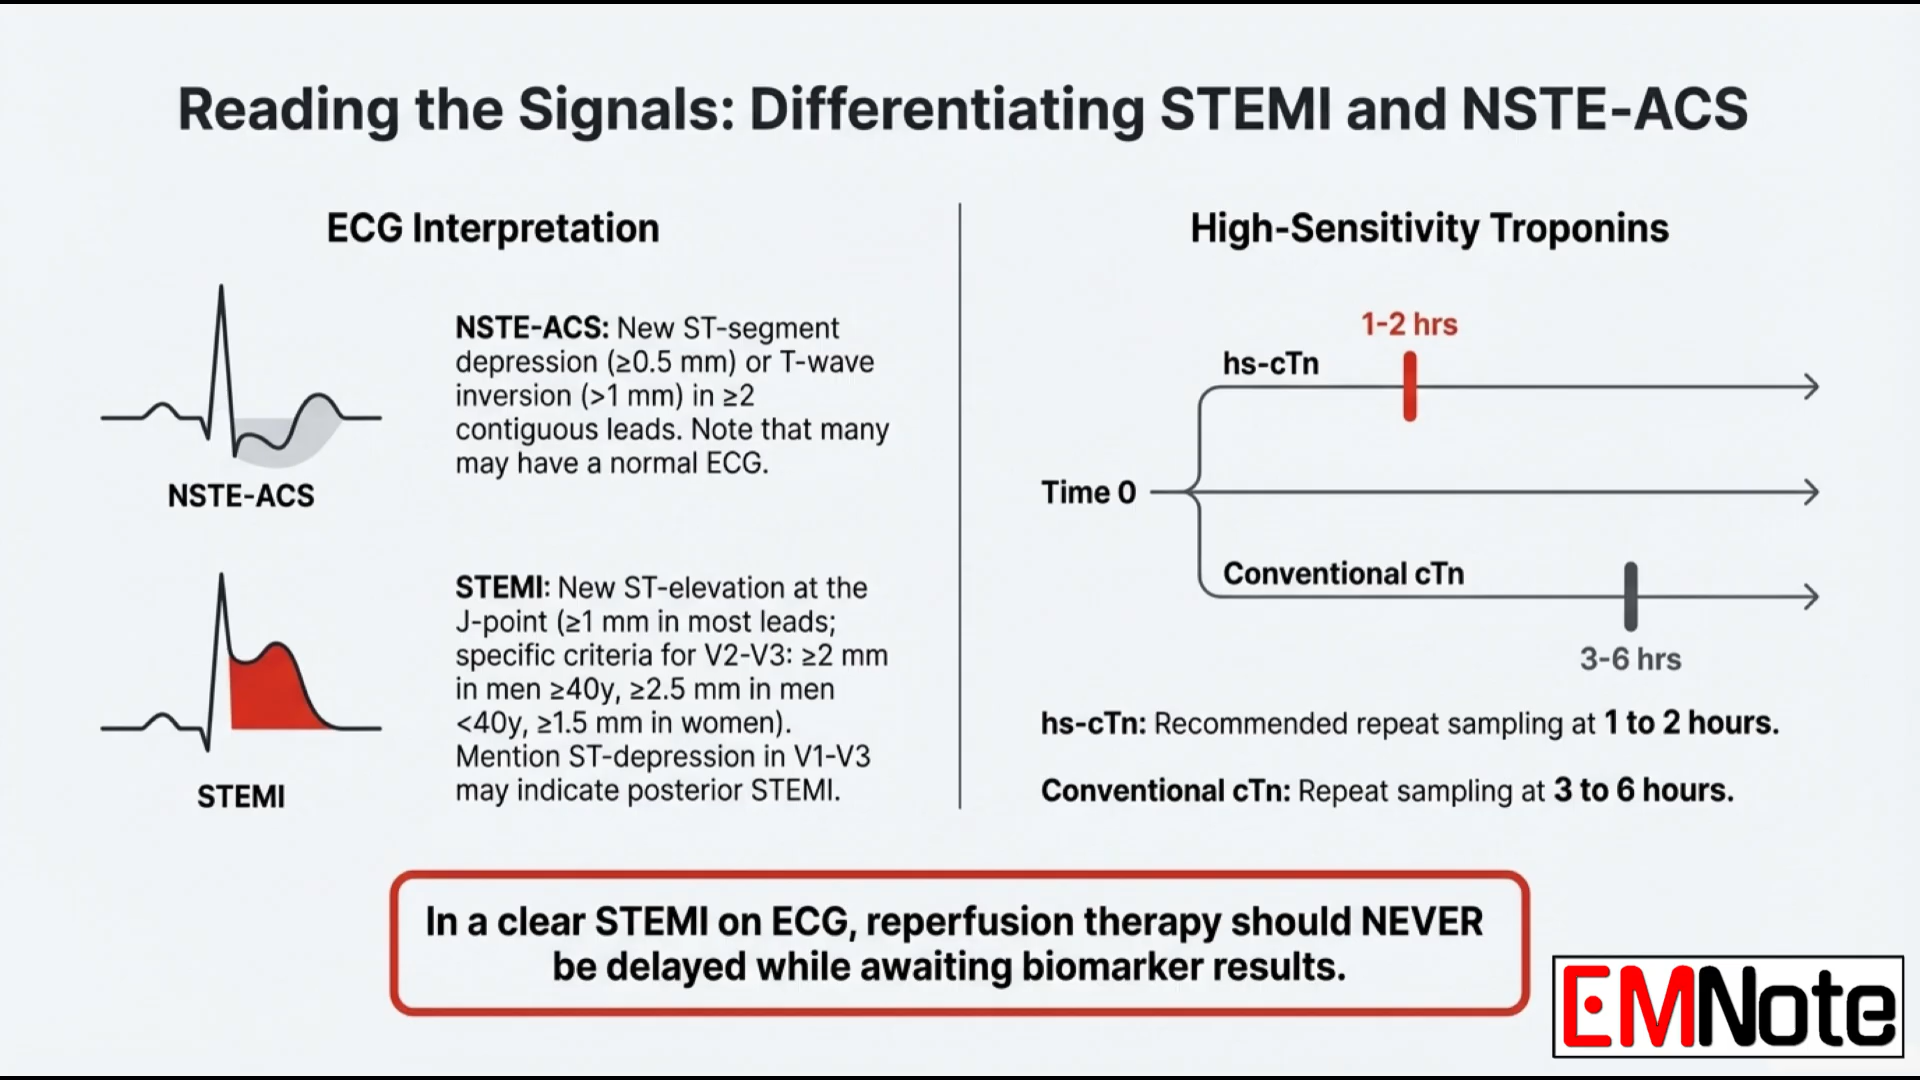 Reading the Signals: Differentiating STEMI and NSTE-ACS
ECG Interpretation
NSTE-ACS
NSTE-ACS: New ST-segment
depression (≥0.5 mm) or T-wave
inversion (>1 mm) in ≥2
contiguous leads. Note that many
may have a normal ECG.
STEMI
STEMI: New ST-elevation at the
J-point (≥1 mm in most leads;
specific criteria for V2-V3: ≥2 mm
in men ≥40y, ≥2.5 mm in men
<40y, ≥1.5 mm in women).
Mention ST-depression in V1-V3
may indicate posterior STEMI.
High-Sensitivity Troponins
1-2 hrs
hs-cTn
Time 0
Conventional cTn
3-6 hrs
hs-cTn: Recommended repeat sampling at 1 to 2 hours.
Conventional cTn: Repeat sampling at 3 to 6 hours.
In a clear STEMI on ECG, reperfusion therapy should NEVER
be delayed while awaiting biomarker results.
EMNote